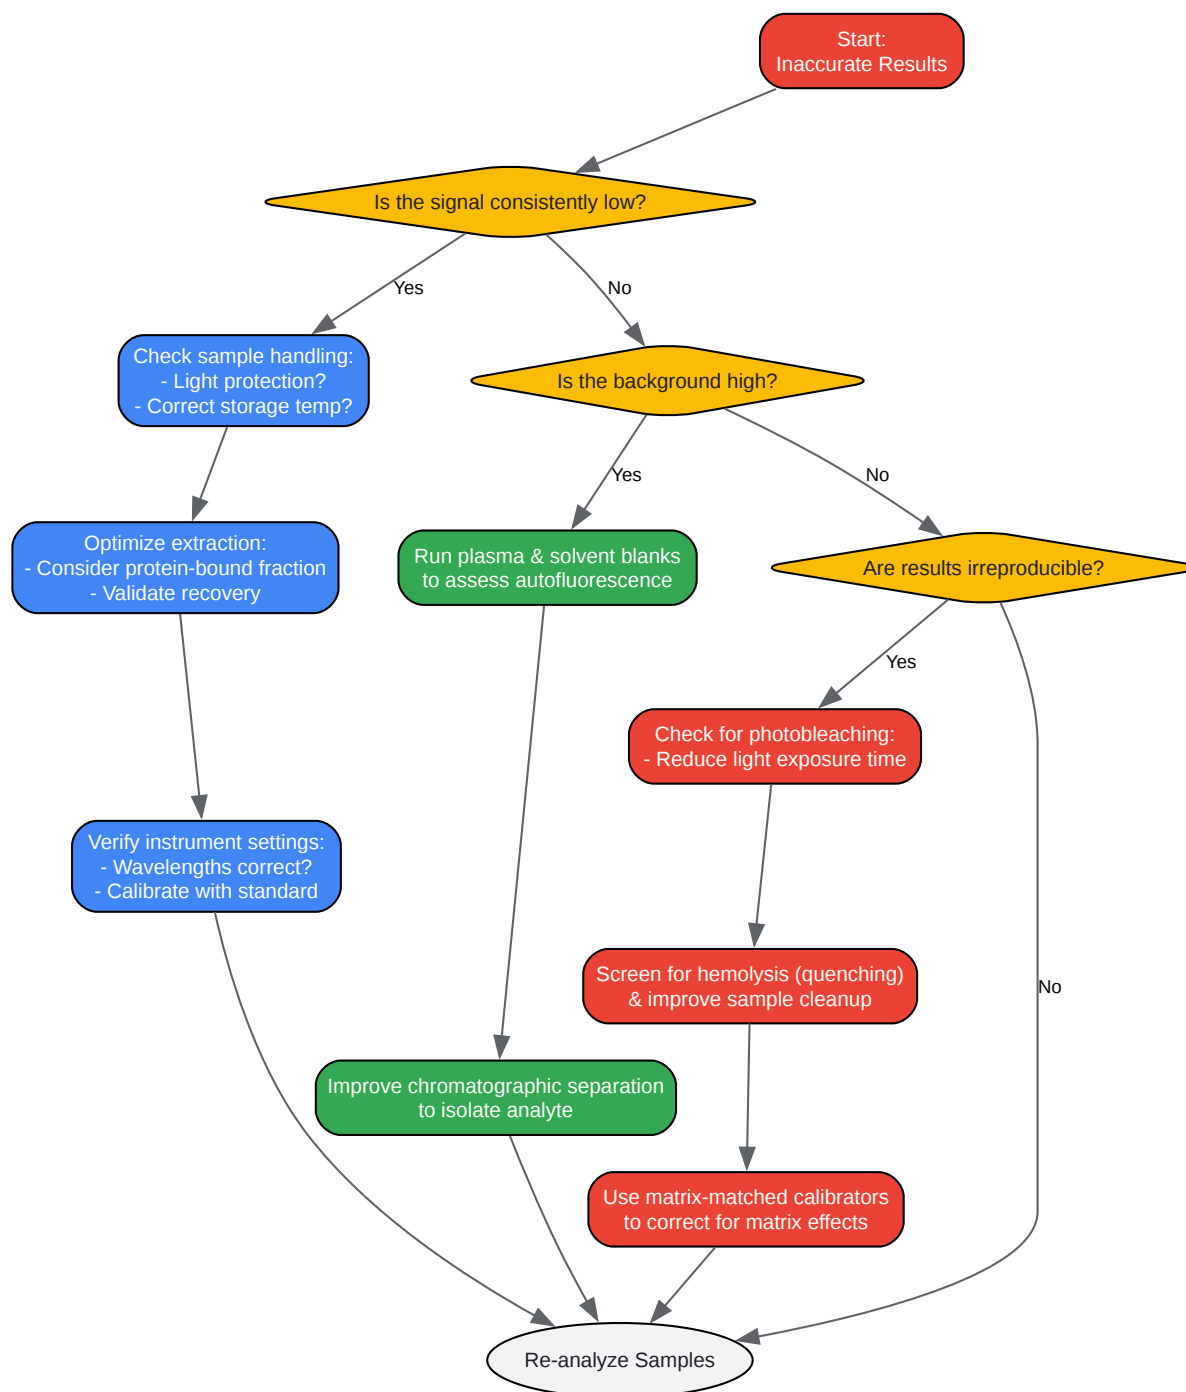 Start:
Inaccurate Results
Is the signal consistently low?
Yes
No
Check sample handling:
- Light protection?
- Correct storage temp?
Is the background high?
Yes
No
Optimize extraction:
- Consider protein-bound fraction
- Validate recovery
Run plasma & solvent blanks
to assess autofluorescence
Are results irreproducible?
Yes
No
Check for photobleaching:
- Reduce light exposure time
Verify instrument settings:
- Wavelengths correct?
- Calibrate with standard
Screen for hemolysis (quenching)
& improve sample cleanup
Improve chromatographic separation
to isolate analyte
Use matrix-matched calibrators
to correct for matrix effects
Re-analyze Samples